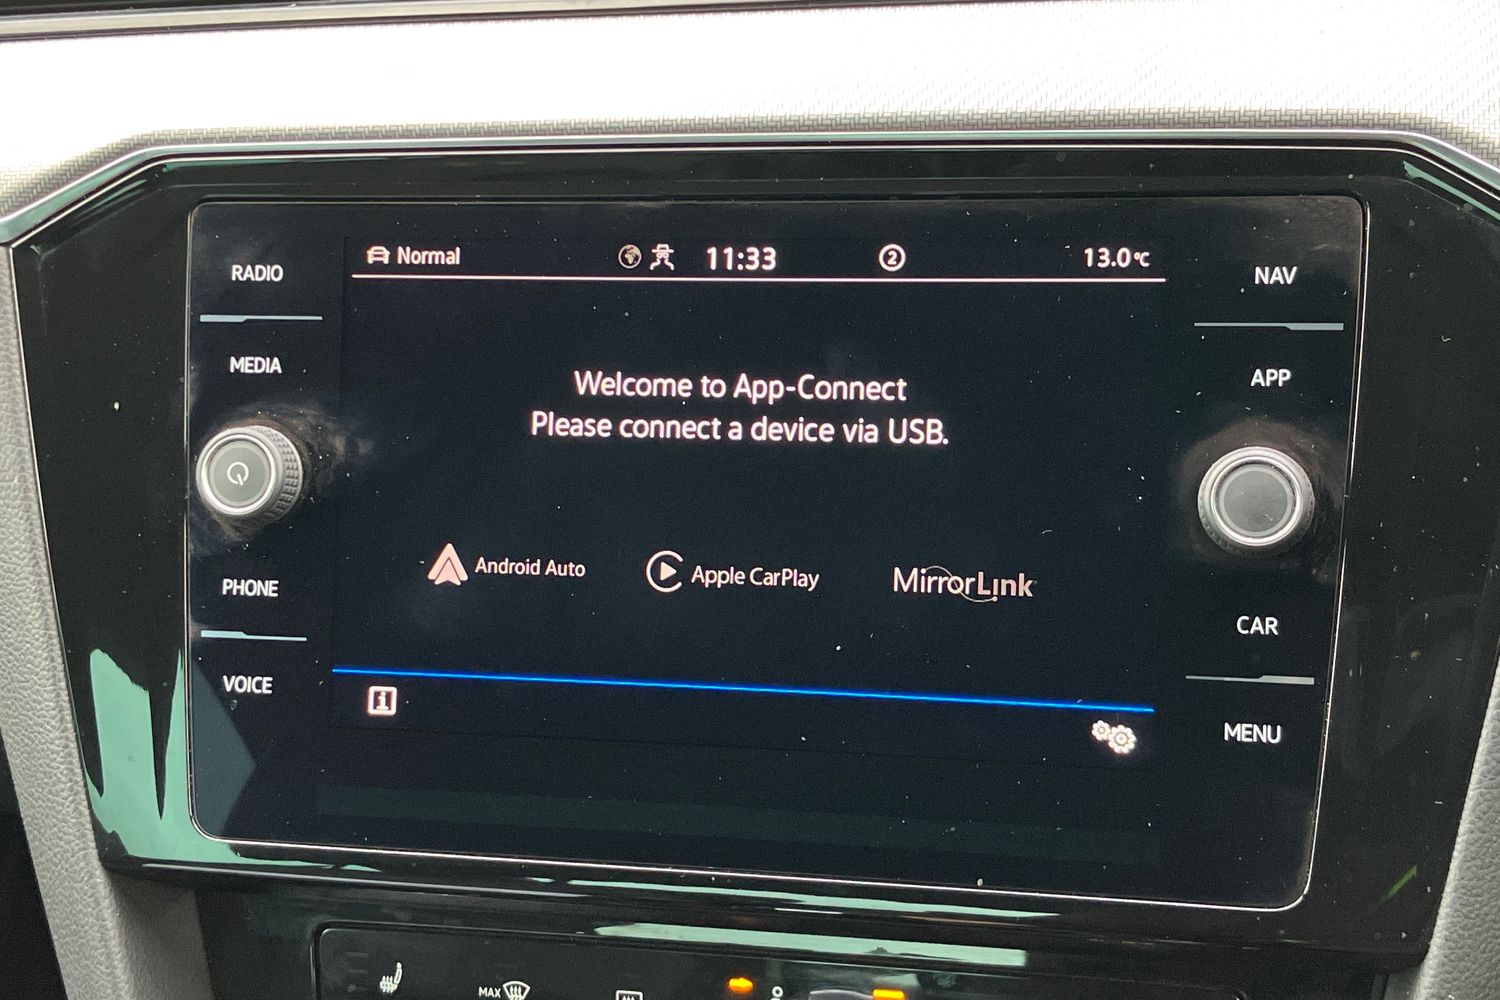 Normal
11:33
2
13.0°C
RADIO
MEDIA
PHONE
VOICE
Welcome to App-Connect
Please connect a device via USB.
Android Auto
Apple CarPlay
MirrorLink
i
NAV
APP
CAR
MENU
MAX